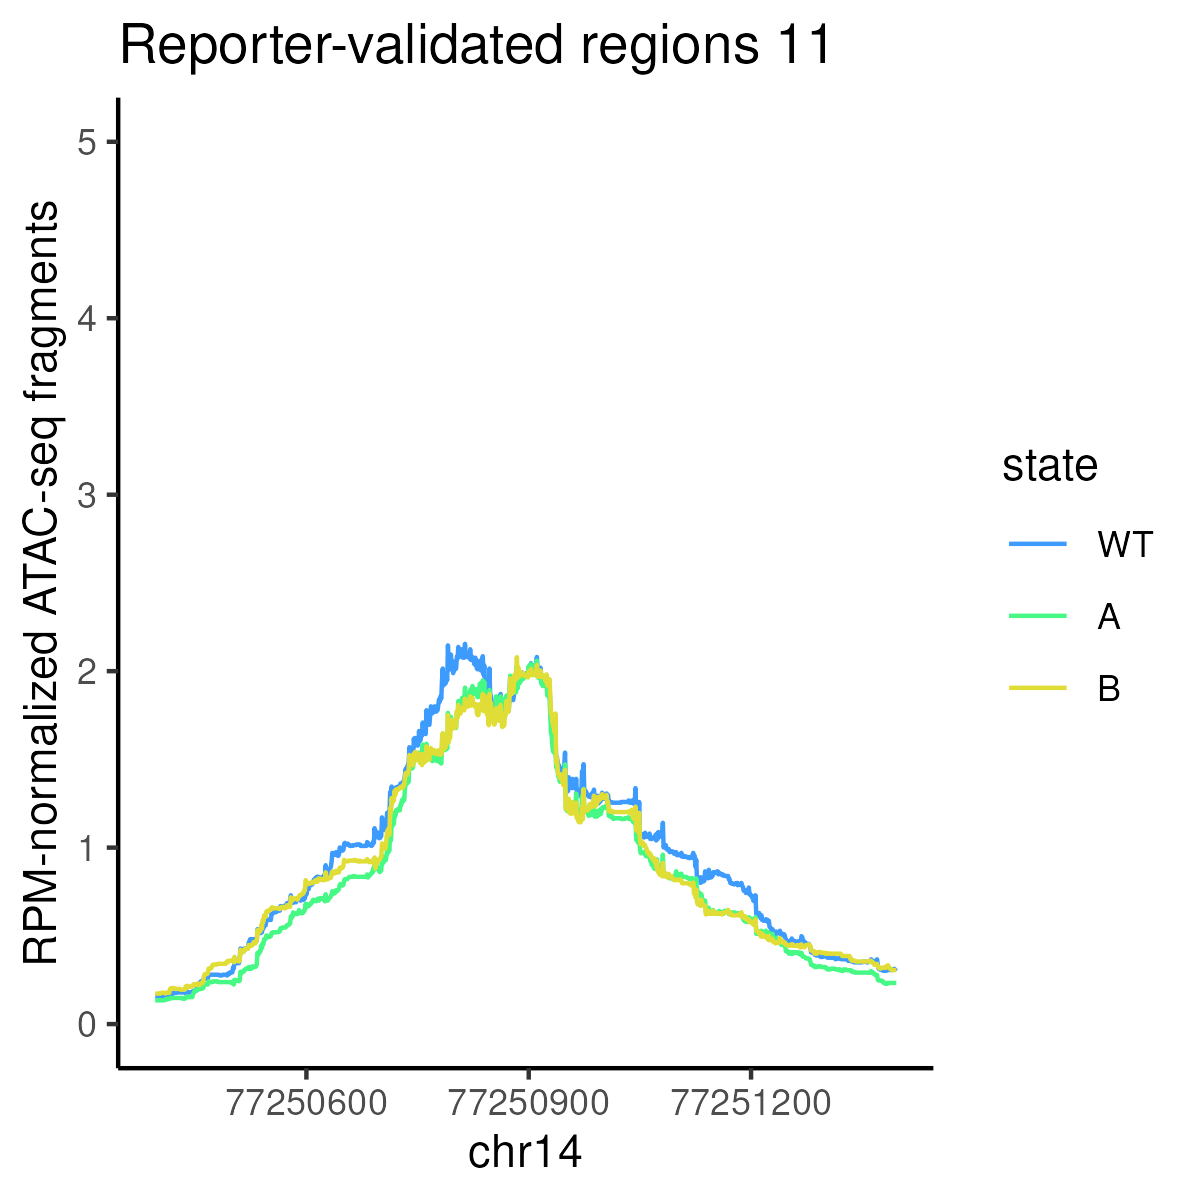 Reporter-validated regions 11
RPM-normalized ATAC-seq fragments
5
4
3
2
1
0
77250600 77250900 77251200
chr14
state
WT
A
B